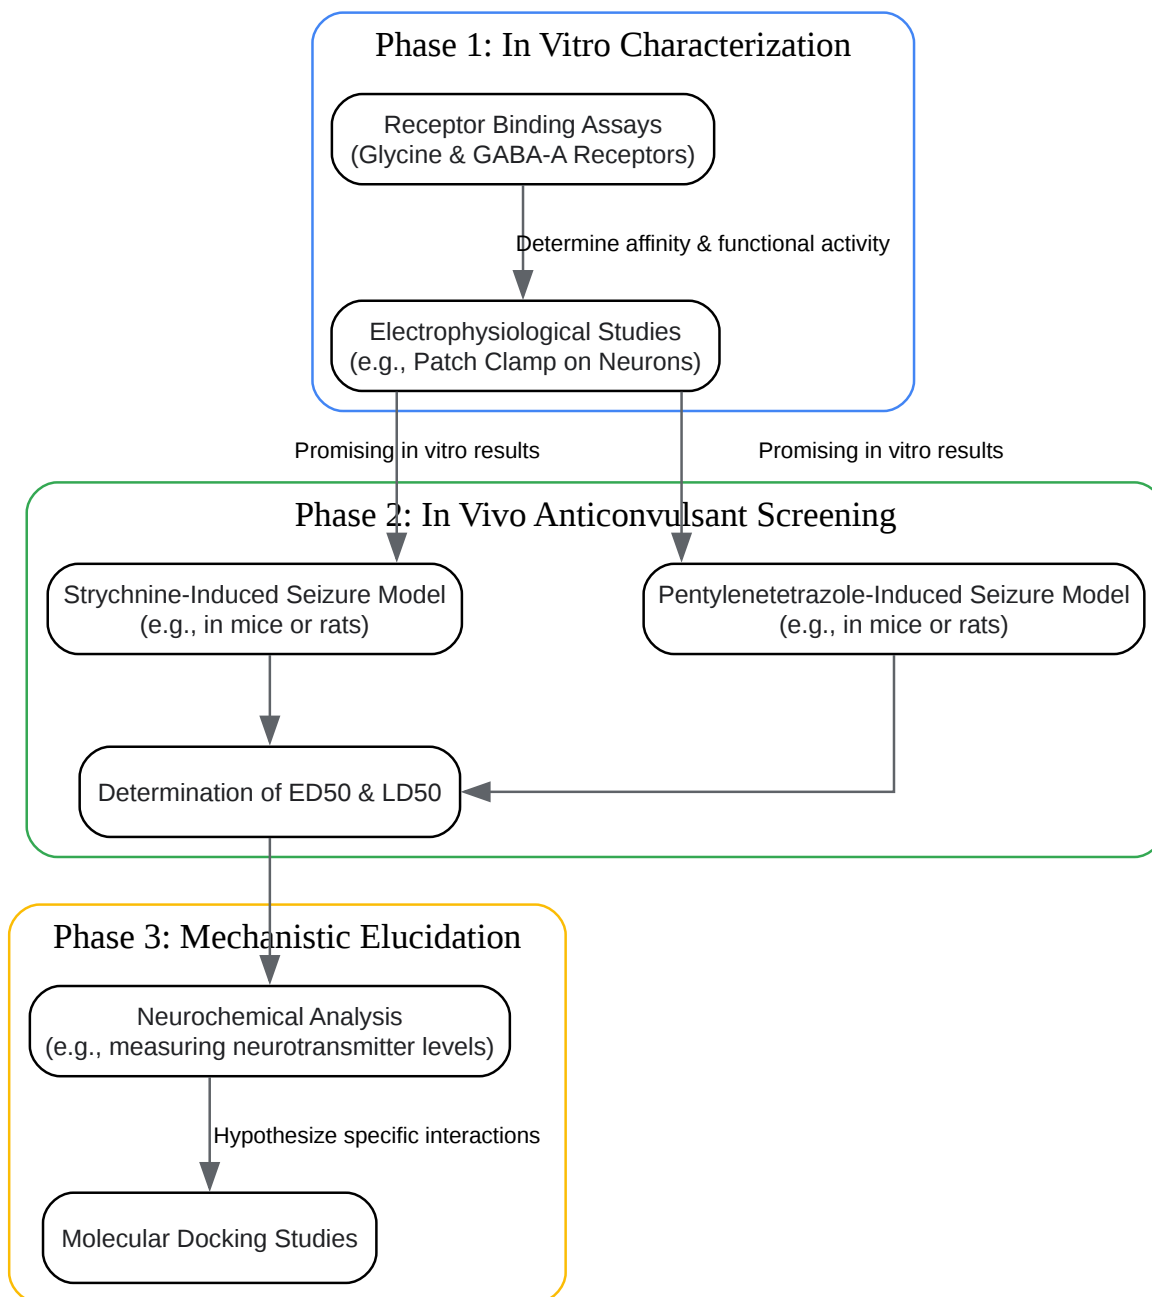 Phase 1: In Vitro Characterization
Receptor Binding Assays
(Glycine & GABA-A Receptors)
Determine affinity & functional activity
Electrophysiological Studies
(e.g., Patch Clamp on Neurons)
Promising in vitro results
Promising in vitro results
Phase 2: In Vivo Anticonvulsant Screening
Strychnine-Induced Seizure Model
(e.g., in mice or rats)
Pentylenetetrazole-Induced Seizure Model
(e.g., in mice or rats)
Determination of ED50 & LD50
Phase 3: Mechanistic Elucidation
Neurochemical Analysis
(e.g., measuring neurotransmitter levels)
Hypothesize specific interactions
Molecular Docking Studies